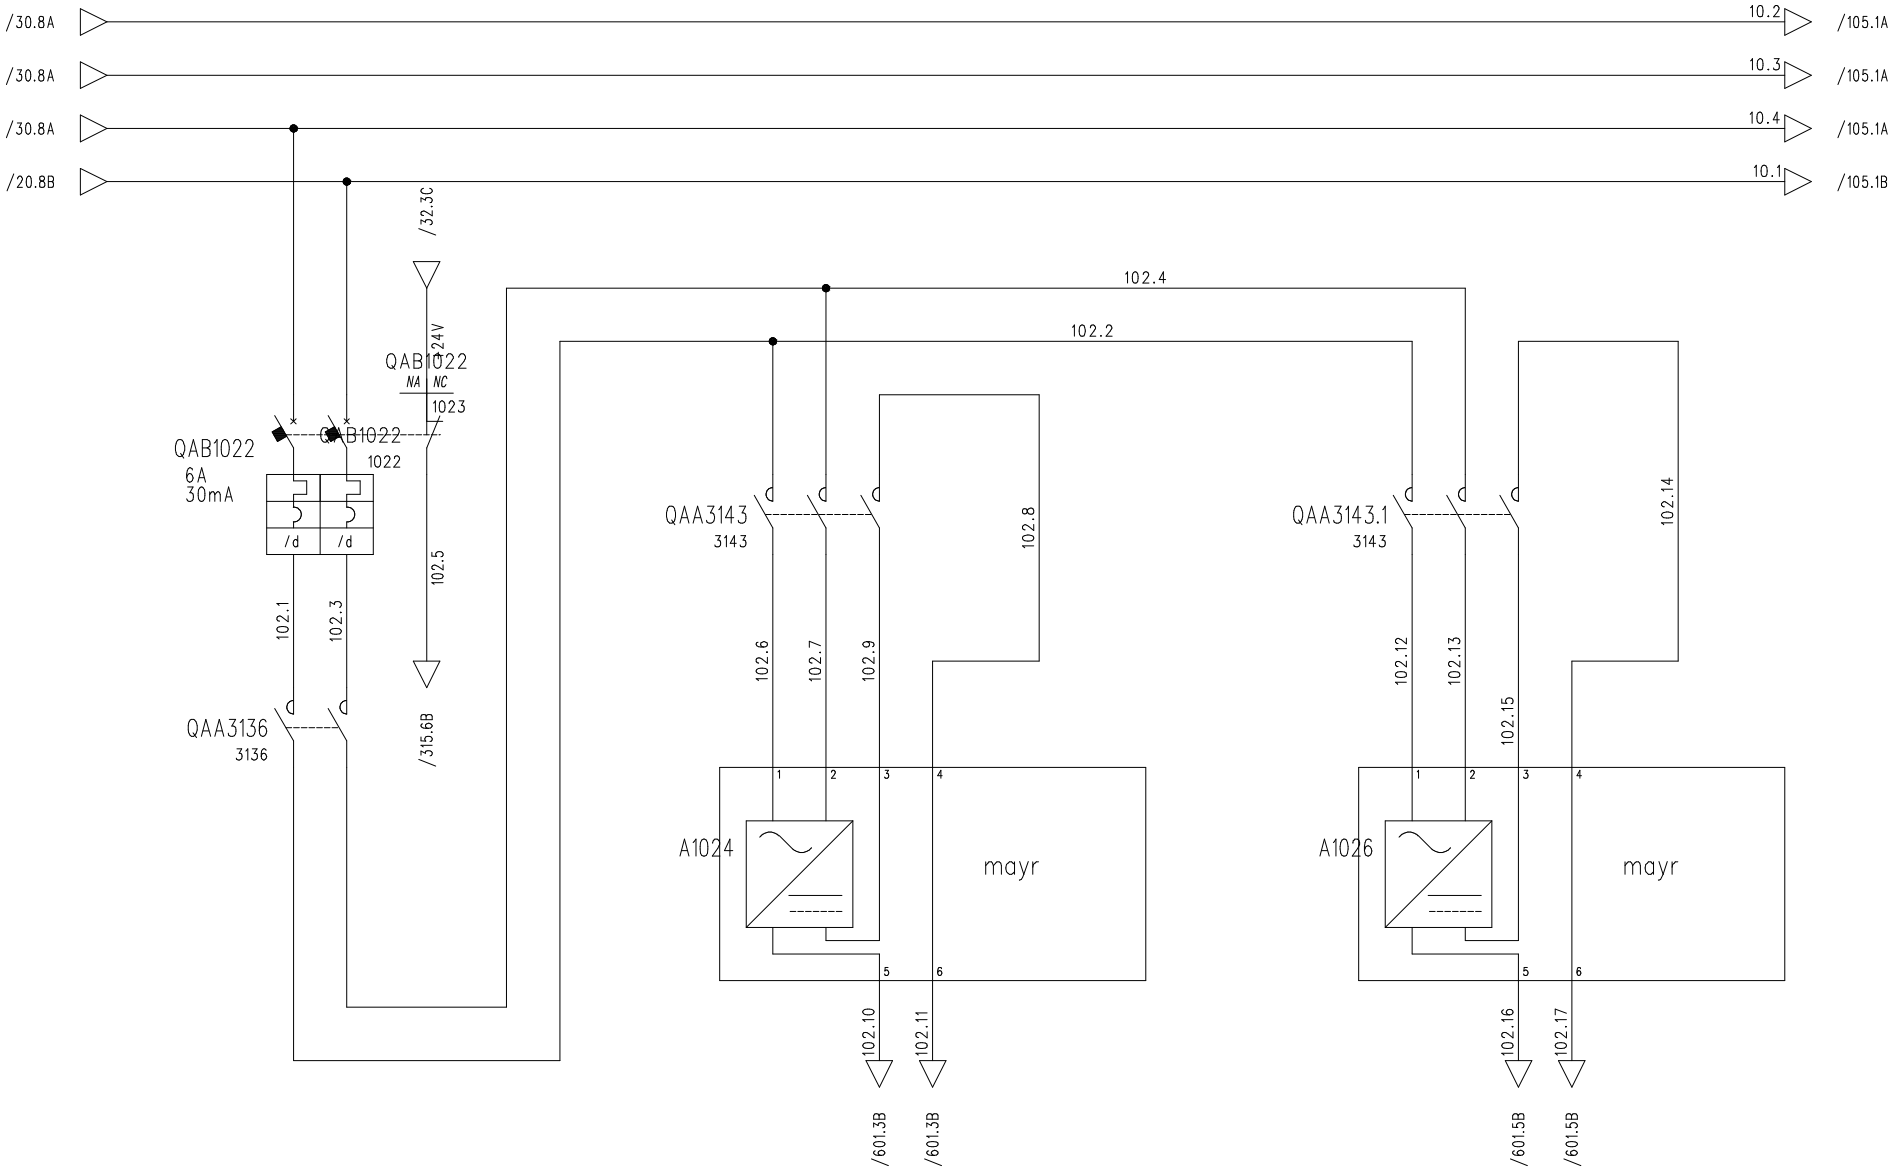 /30.8A
10.2
/105.1A
/30.8A
10.3
/105.1A
/30.8A
10.4
/105.1A
/20.8B
10.1
/105.1B
/32.3C
102.4
102.2
+24V
QAB1022
NA NC
1023
QAB1022
6A
30mA
QAB1022
1022
/d /d
102.1
102.3
102.5
/315.6B
QAA3136
3136
QAA3143
3143
102.8
102.6
102.7
102.9
QAA3143.1
3143
102.14
102.12
102.13
102.15
1 2 3 4
A1024
mayr
5 6
102.10
102.11
/601.3B
/601.3B
1 2 3 4
A1026
mayr
5 6
102.16
102.17
/601.5B
/601.5B